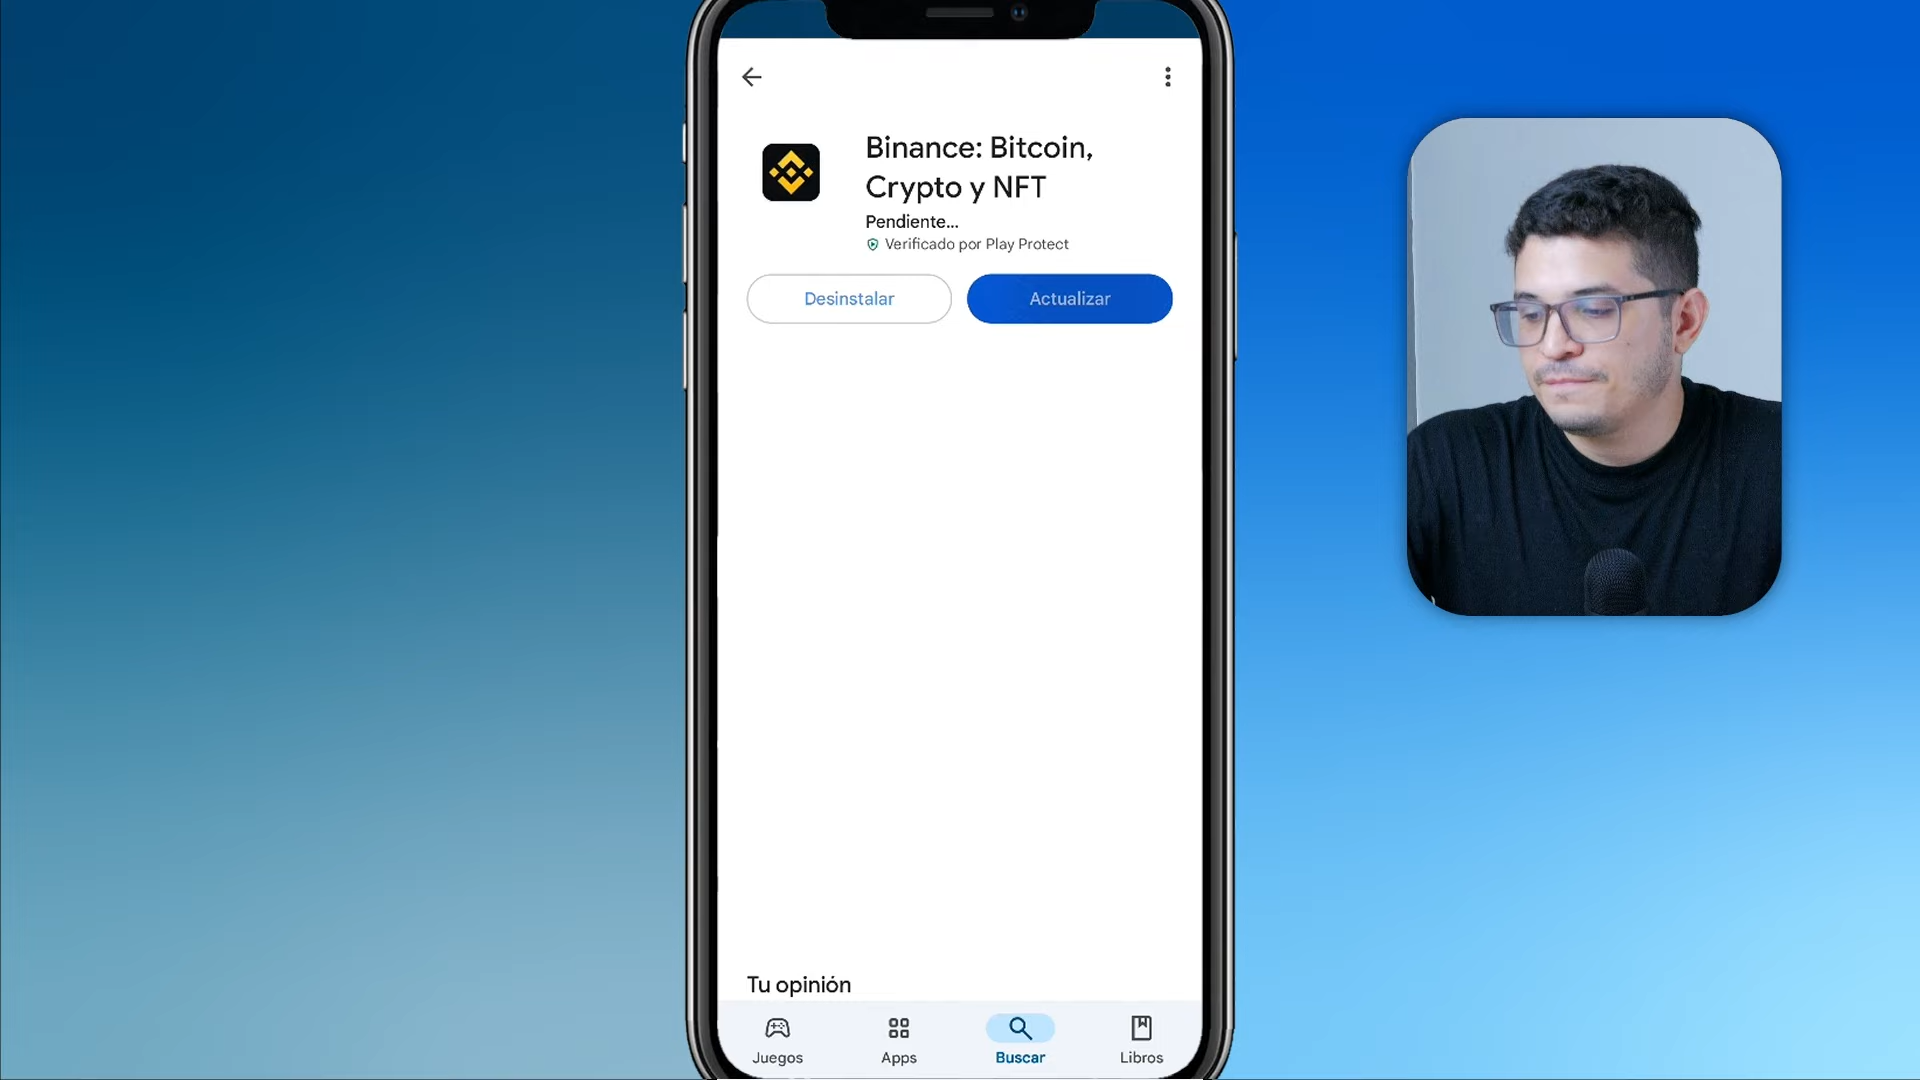 Binance: Bitcoin,
Crypto y NFT
Pendiente...
Verificado por Play Protect
Desinstalar
Actualizar
Tu opinión
Juegos
Apps
Buscar
Libros